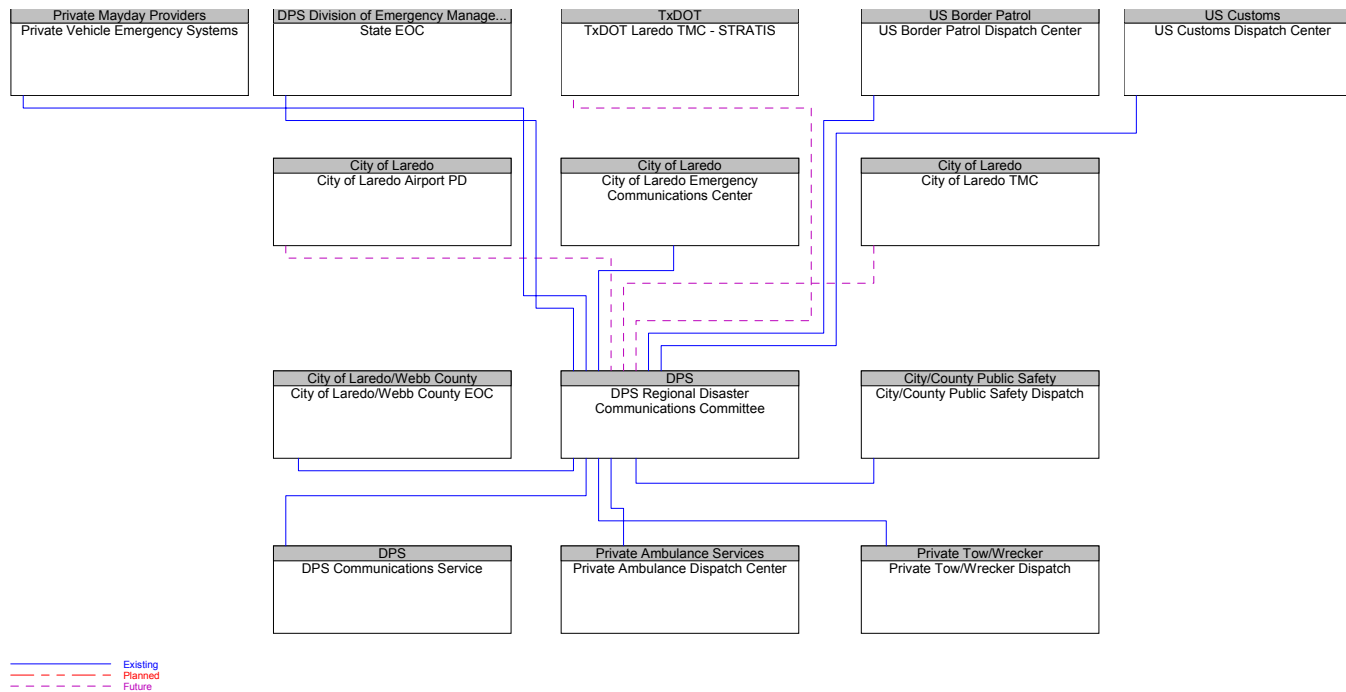 Private Mayday Providers
Private Vehicle Emergency Systems
DPS Division of Emergency Manage...
State EOC
TxDOT
TxDOT Laredo TMC - STRATIS
US Border Patrol
US Border Patrol Dispatch Center
US Customs
US Customs Dispatch Center
City of Laredo
City of Laredo Airport PD
City of Laredo
City of Laredo Emergency
Communications Center
City of Laredo
City of Laredo TMC
City of Laredo/Webb County
City of Laredo/Webb County EOC
DPS
DPS Regional Disaster
Communications Committee
City/County Public Safety
City/County Public Safety Dispatch
DPS
DPS Communications Service
Private Ambulance Services
Private Ambulance Dispatch Center
Private Tow/Wrecker
Private Tow/Wrecker Dispatch
Existing
Planned
Future